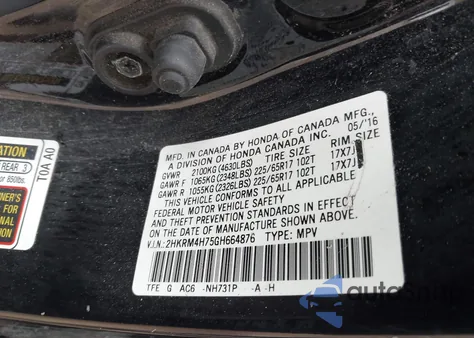 MFD. IN CANADA BY HONDA OF CANADA MFG.,
A DIVISION OF HONDA CANADA INC. 05/'16
GVWR 2100KG (4630LBS) TIRE SIZE RIM SIZE
GAWR F 1065KG (2348LBS) 225/65R17 102T 17X7J
GAWR R 1055KG (2326LBS) 225/65R17 102T 17X7J
THIS VEHICLE CONFORMS TO ALL APPLICABLE
FEDERAL MOTOR VEHICLE SAFETY
AND THEFT PREVENTION STANDARDS IN EFFECT
ON THE DATE OF MANUFACTURE SHOWN ABOVE.
V.I.N.: 2HKRM4H75GH664876 TYPE: MPV
TFE G AC6 -NH731P -A -H
REAR 3
T0A A0